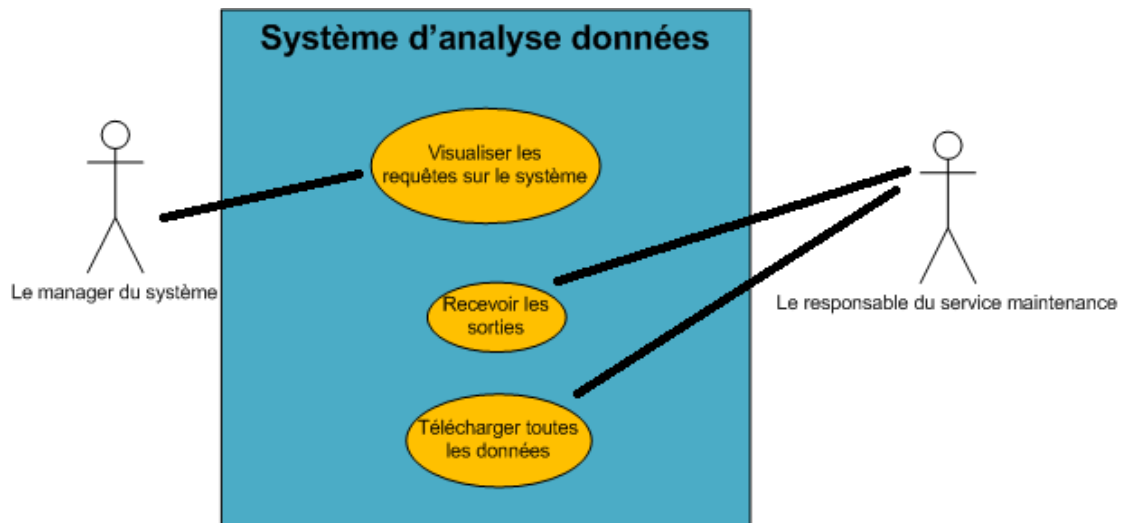 Système d'analyse données
Visualiser les
requêtes sur le système
Le manager du système
Recevoir les
sorties
Le responsable du service maintenance
Télécharger toutes
les données